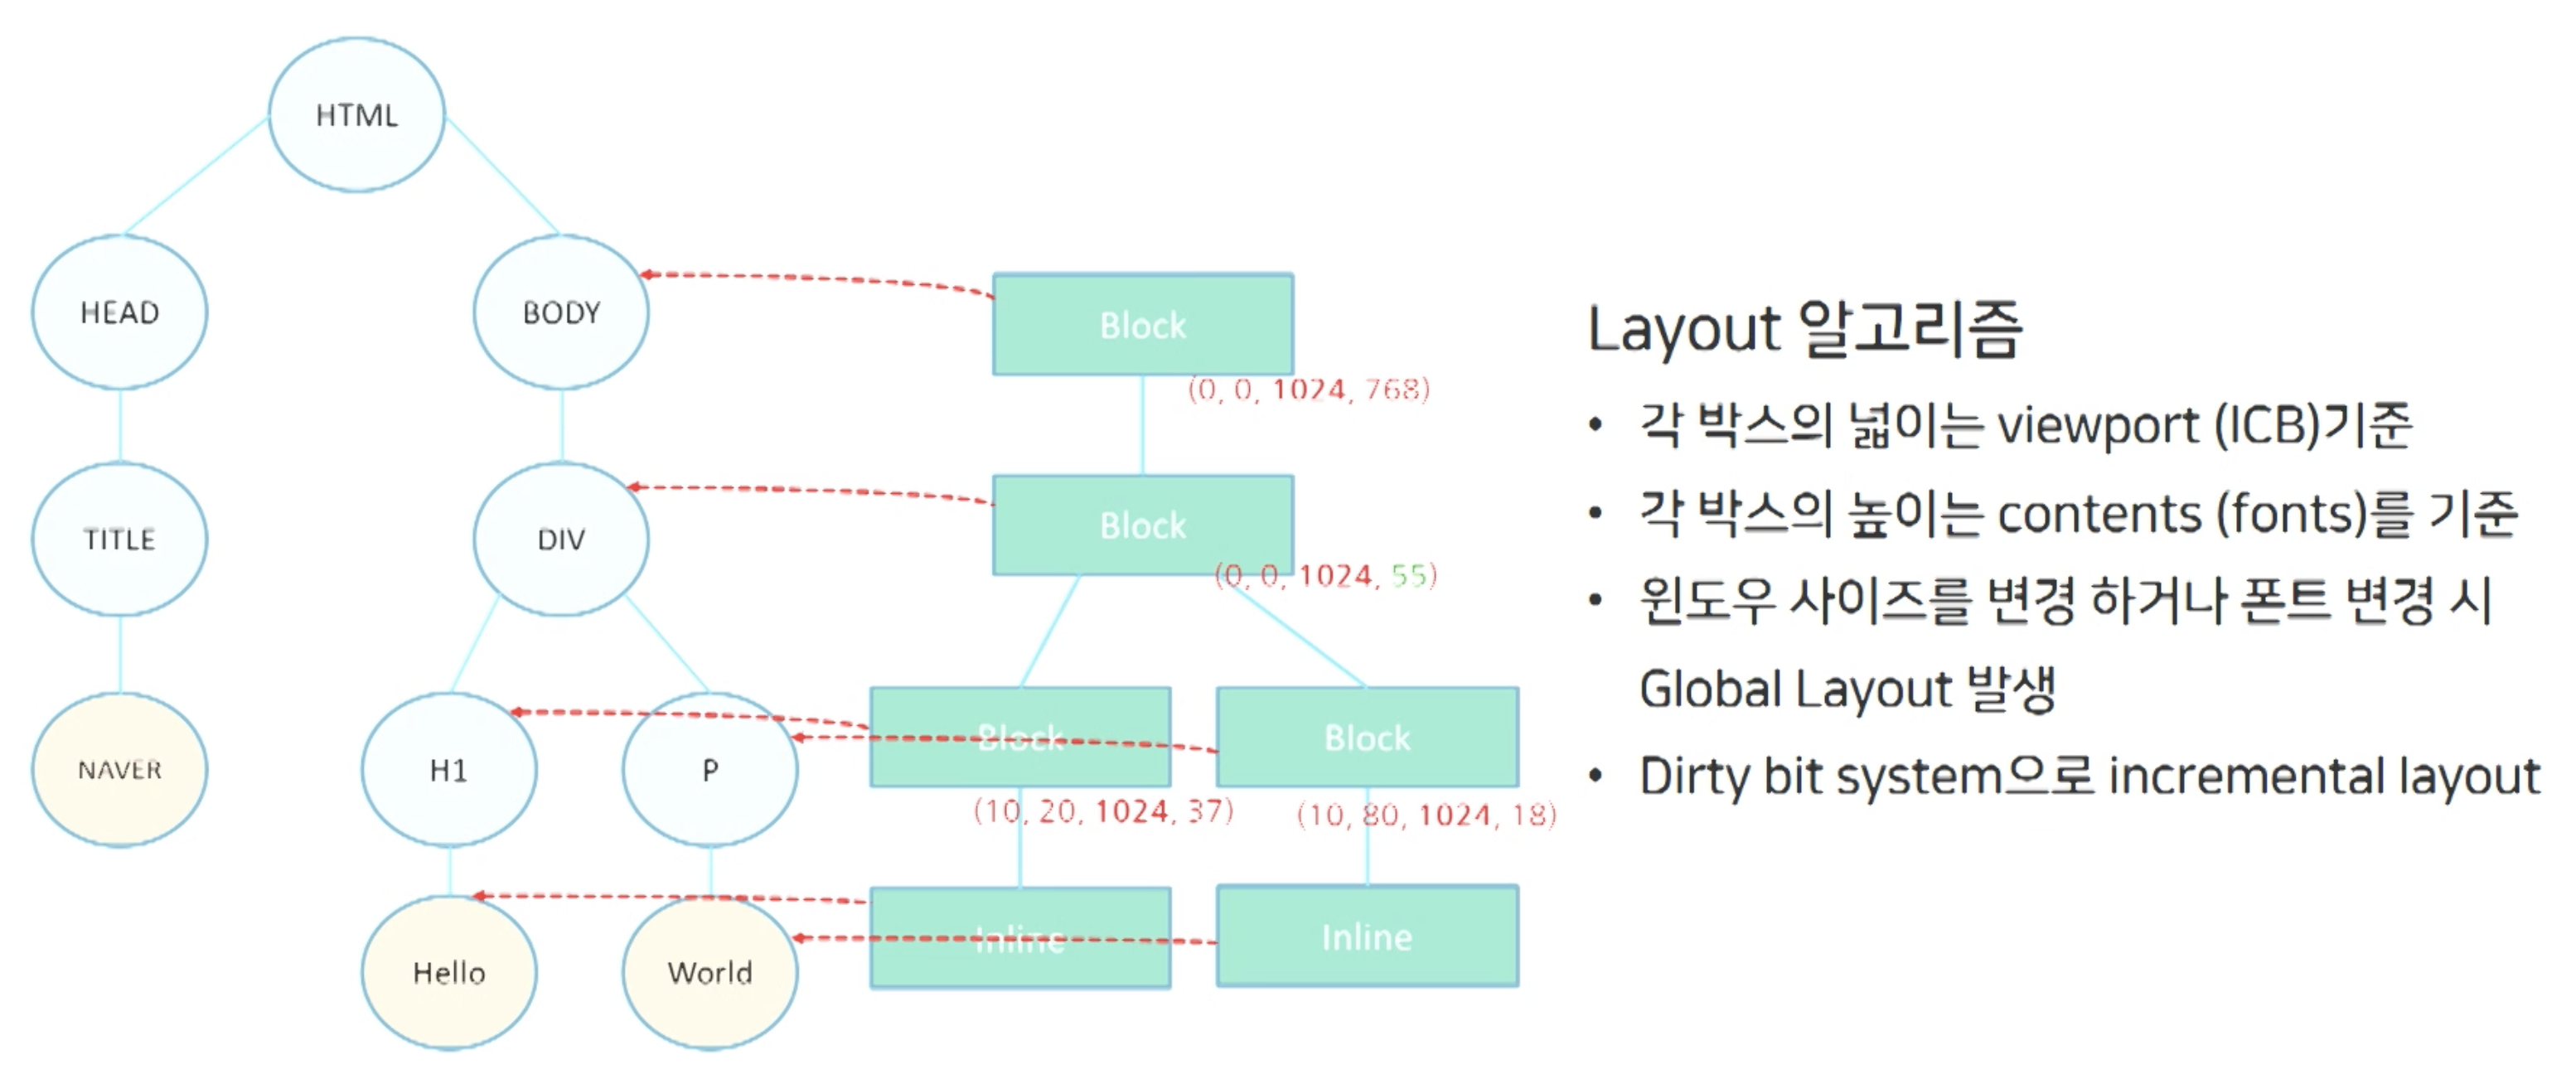 HTML
HEAD
BODY
Block
(0, 0, 1024, 768)
TITLE
DIV
Block
(0, 0, 1024, 55)
NAVER
H1
P
Block
Block
(10, 20, 1024, 37)
(10, 80, 1024, 18)
Hello
World
Inline
Inline
Layout 알고리즘
• 각 박스의 넓이는 viewport (ICB)기준
• 각 박스의 높이는 contents (fonts)를 기준
• 윈도우 사이즈를 변경 하거나 폰트 변경 시
Global Layout 발생
• Dirty bit system으로 incremental layout